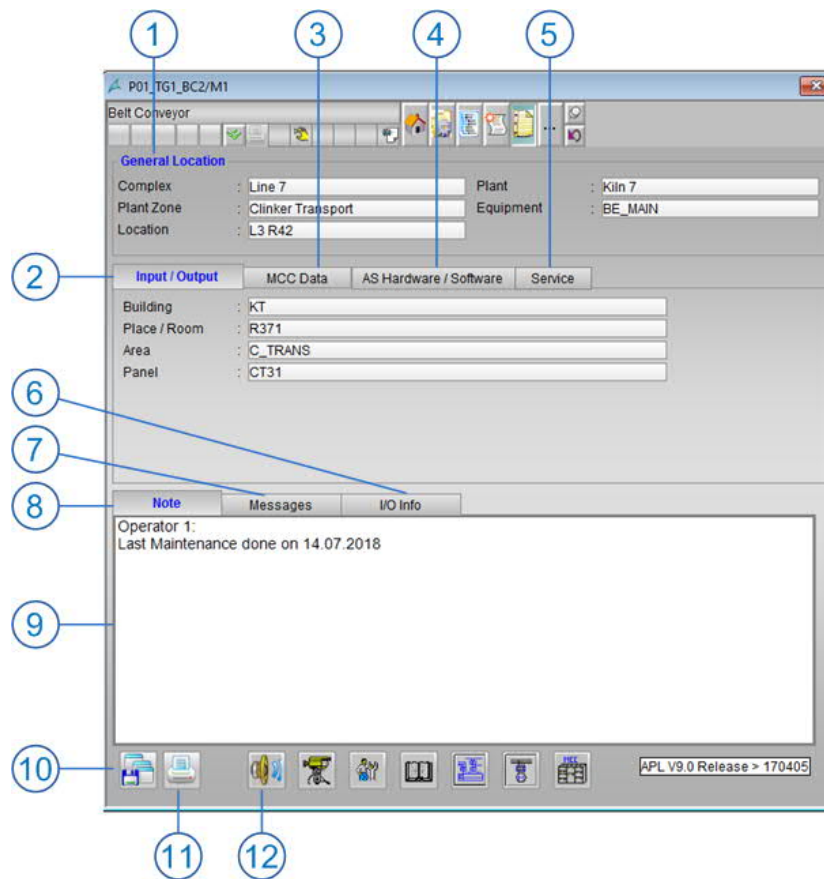 1
3
4
5
P01_TG1_BC2/M1
Belt Conveyor
...
General Location
Complex : Line 7 Plant : Kiln 7
Plant Zone : Clinker Transport Equipment : BE_MAIN
Location : L3 R42
2
Input / Output MCC Data AS Hardware / Software Service
Building : KT
Place / Room : R371
Area : C_TRANS
Panel : CT31
6
7
8
Note Messages I/O Info
Operator 1:
Last Maintenance done on 14.07.2018
9
10
MCC
APL V9.0 Release > 170405
11
12